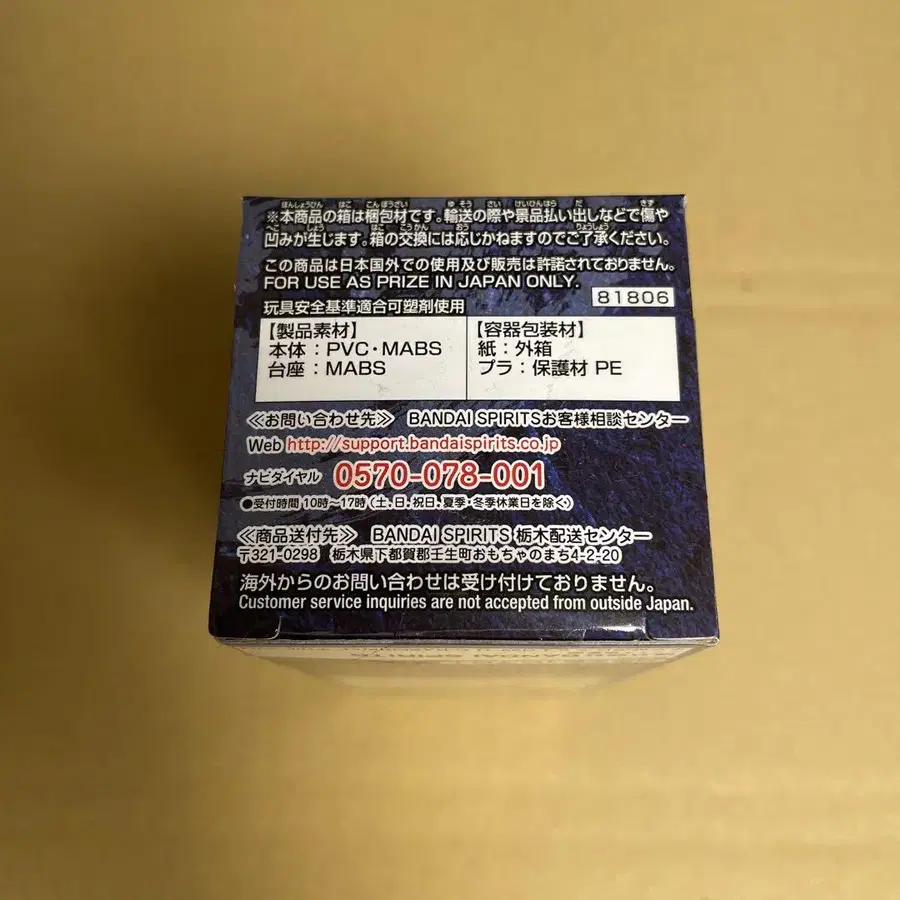 ※本商品の箱は梱包材です。輸送の際や景品払い出しなどで傷や
凹みが生じます。箱の交換には応じかねますのでご了承ください。
この商品は日本国外での使用及び販売は許諾されておりません。
FOR USE AS PRIZE IN JAPAN ONLY.
81806
玩具安全基準適合可塑剤使用
【製品素材】
本体：PVC・MABS
台座：MABS
【容器包装材】
紙：外箱
プラ：保護材 PE
≪お問い合わせ先≫ BANDAI SPIRITSお客様相談センター
Web http://support.bandaispirits.co.jp
ナビダイヤル 0570-078-001
●受付時間 10時～17時（土、日、祝日、夏季・冬季休業日を除く）
≪商品送付先≫ BANDAI SPIRITS 栃木配送センター
〒321-0298 栃木県下都賀郡壬生町おもちゃのまち4-2-20
海外からのお問い合わせは受け付けておりません。
Customer service inquiries are not accepted from outside Japan.